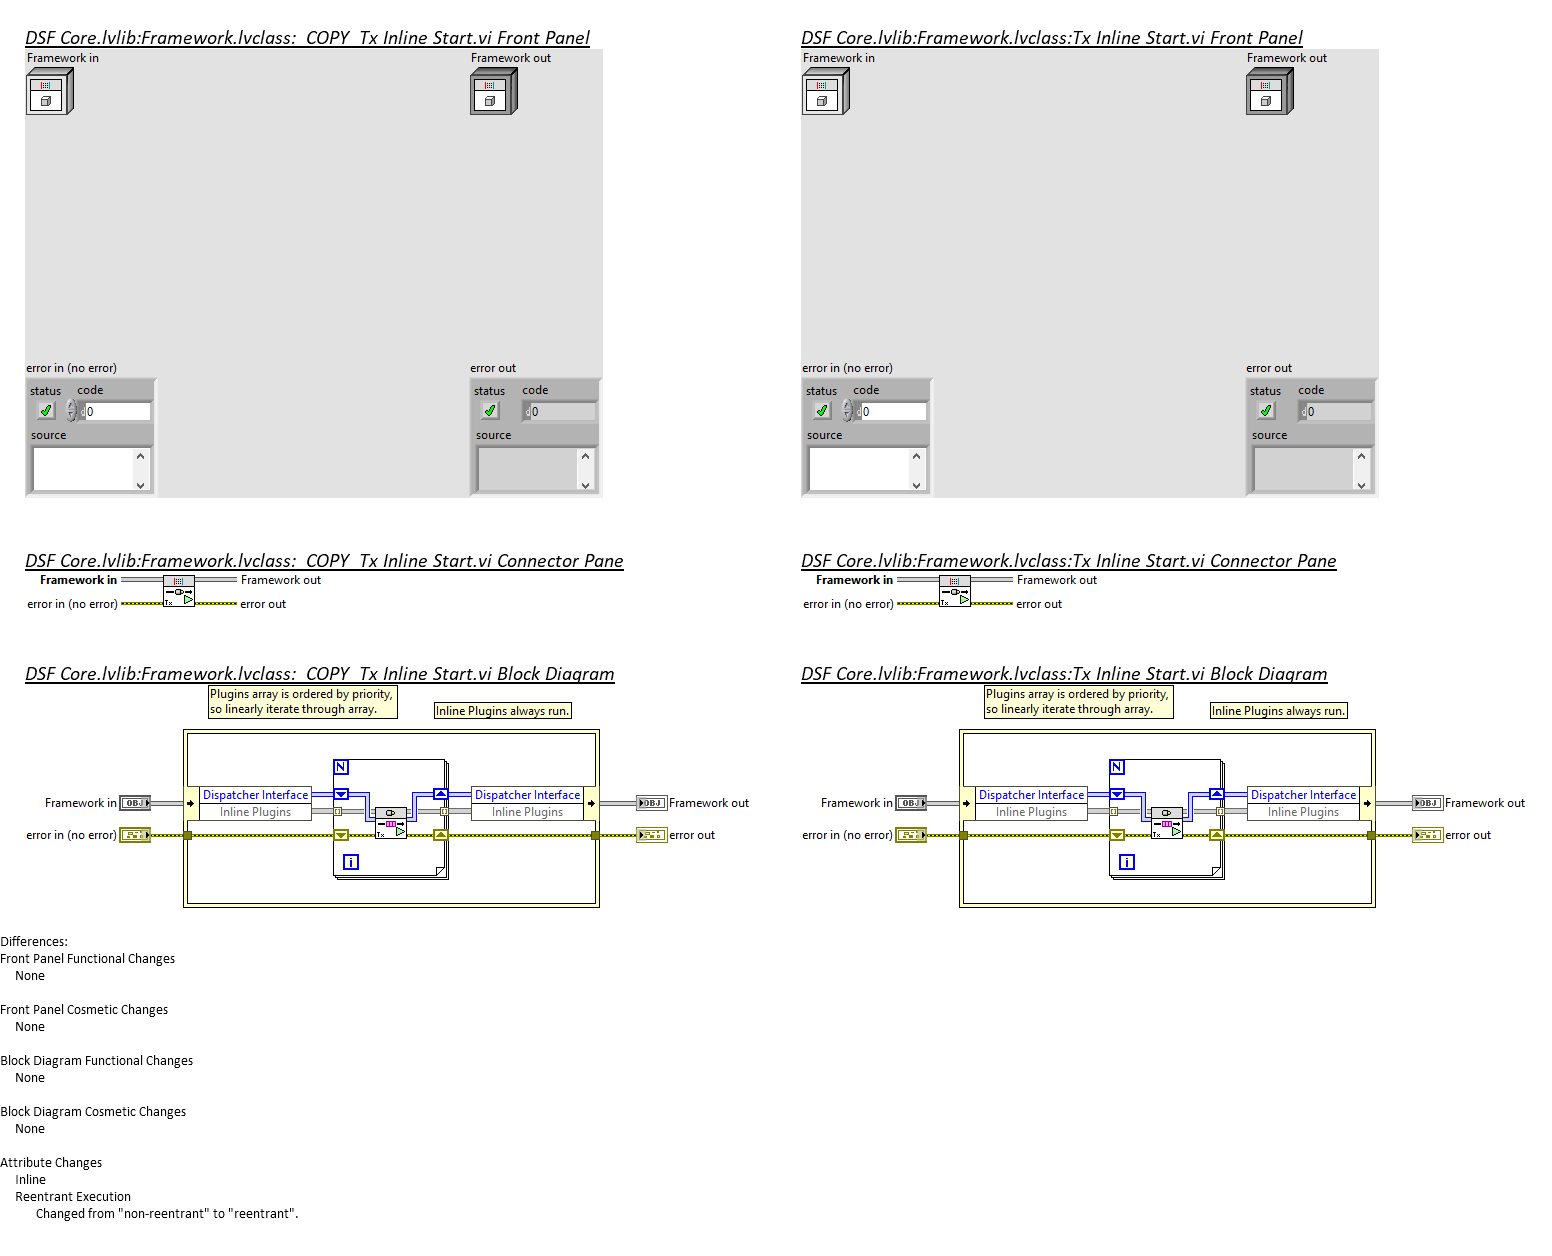 DSF Core.lvlib:Framework.lvclass:_COPY_Tx Inline Start.vi Front Panel
Framework in
Framework out
error in (no error)
status code
0
source
error out
status code
0
source
DSF Core.lvlib:Framework.lvclass:Tx Inline Start.vi Front Panel
Framework in
Framework out
error in (no error)
status code
0
source
error out
status code
0
source
DSF Core.lvlib:Framework.lvclass:_COPY_Tx Inline Start.vi Connector Pane
Framework in
Framework out
error in (no error)
error out
Tx
DSF Core.lvlib:Framework.lvclass:Tx Inline Start.vi Connector Pane
Framework in
Framework out
error in (no error)
error out
Tx
DSF Core.lvlib:Framework.lvclass:_COPY_Tx Inline Start.vi Block Diagram
Plugins array is ordered by priority,
so linearly iterate through array.
Inline Plugins always run.
N
Framework in
OBJ
Dispatcher Interface
Inline Plugins
Tx
Dispatcher Interface
Inline Plugins
OBJ
Framework out
error in (no error)
error out
i
DSF Core.lvlib:Framework.lvclass:Tx Inline Start.vi Block Diagram
Plugins array is ordered by priority,
so linearly iterate through array.
Inline Plugins always run.
N
Framework in
OBJ
Dispatcher Interface
Inline Plugins
Tx
Dispatcher Interface
Inline Plugins
OBJ
Framework out
error in (no error)
error out
i
Differences:
Front Panel Functional Changes
None
Front Panel Cosmetic Changes
None
Block Diagram Functional Changes
None
Block Diagram Cosmetic Changes
None
Attribute Changes
Inline
Reentrant Execution
Changed from "non-reentrant" to "reentrant".